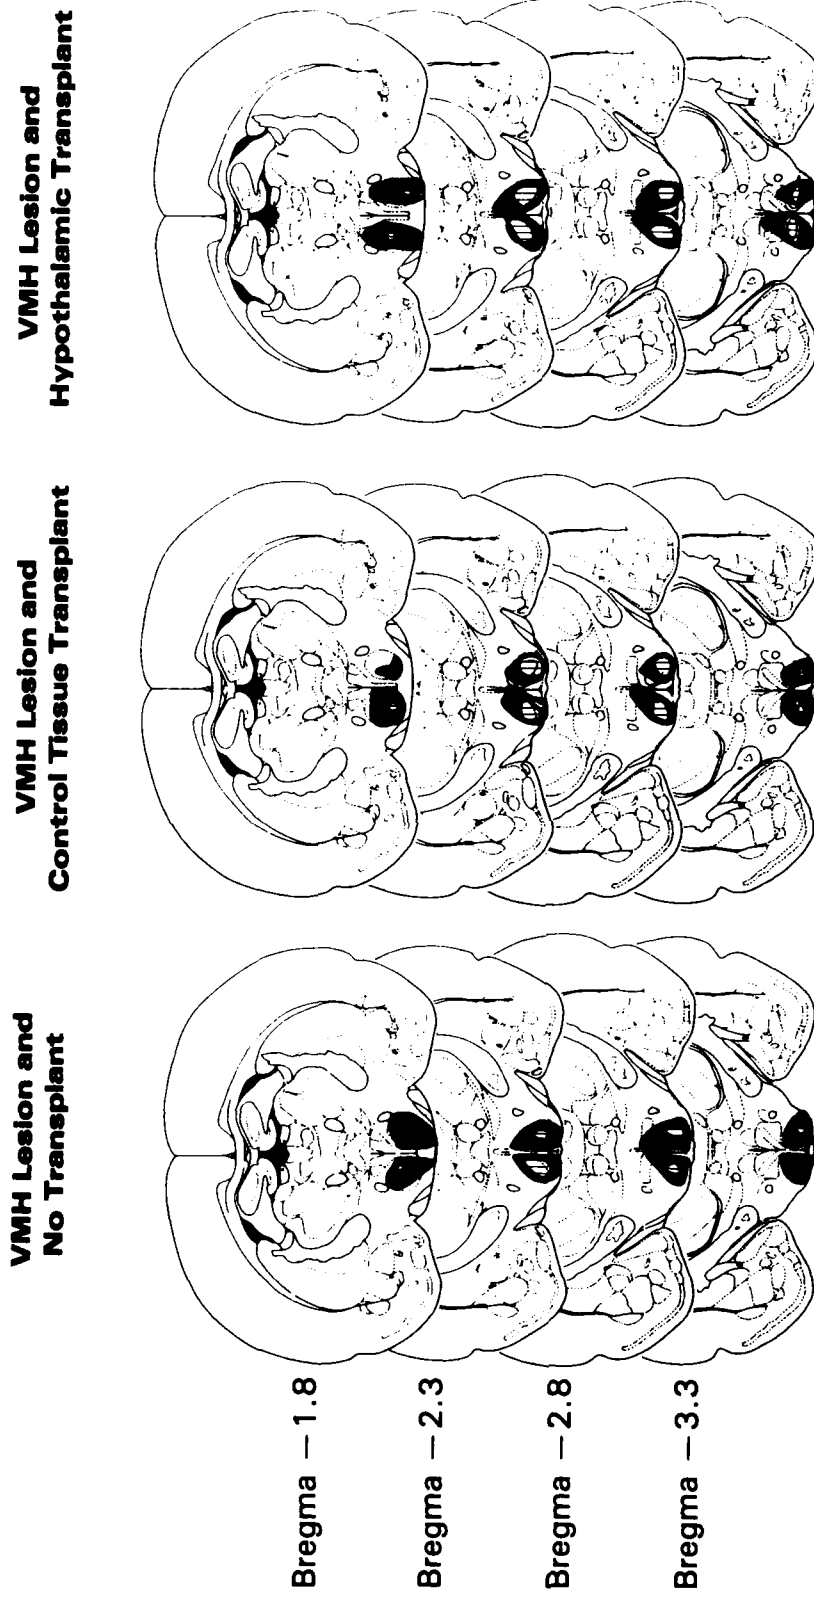 VMH Lesion and
No Transplant
VMH Lesion and
Control Tissue Transplant
VMH Lesion and
Hypothalamic Transplant
Bregma —1.8
Bregma —2.3
Bregma —2.8
Bregma —3.3